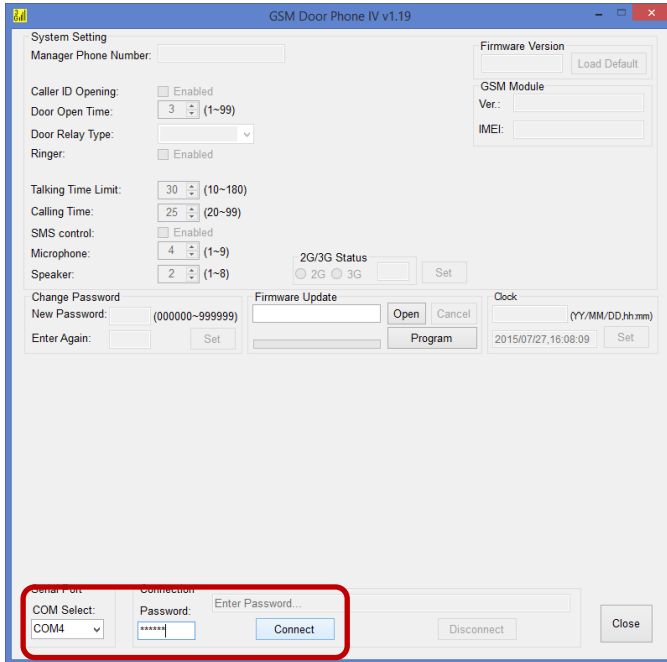 GSM Door Phone IV v1.19
System Setting
Manager Phone Number:
Firmware Version
Load Default
Caller ID Opening: Enabled
GSM Module
Door Open Time: 3 (1~99)
Ver.:
Door Relay Type:
IMEI:
Ringer: Enabled
Talking Time Limit: 30 (10~180)
Calling Time: 25 (20~99)
SMS control: Enabled
Microphone: 4 (1~9)
2G/3G Status
Speaker: 2 (1~8)
2G 3G Set
Change Password
New Password: (000000~999999)
Enter Again: Set
Firmware Update
Open Cancel
Program
Clock
(YY/MM/DD,hh:mm)
2015/07/27,16:08:09 Set
Serial Port
COM Select:
COM4
Connection
Password: Enter Password...
****** Connect Disconnect
Close